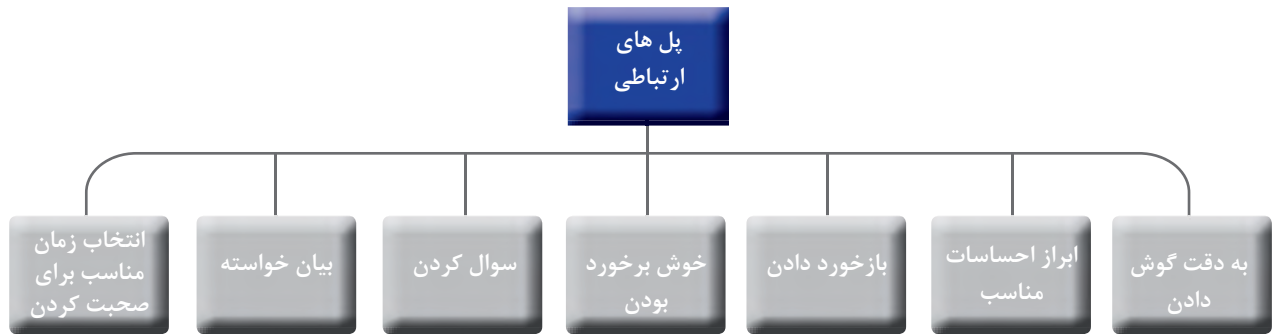 پل های
ارتباطی
به دقت گوش
دادن
ابراز احساسات
مناسب
بازخورد دادن
خوش برخورد
بودن
سوال کردن
بیان خواسته
انتخاب زمان
مناسب برای
صحبت کردن